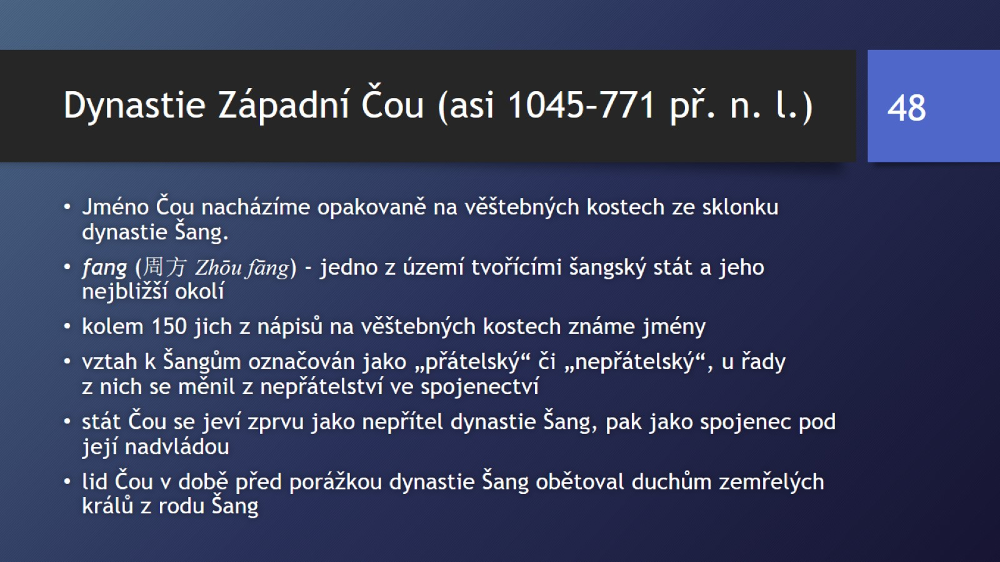 Dynastie Západní Čou (asi 1045-771 př. n. l.)
48
• Jméno Čou nacházíme opakovaně na věštebných kostech ze sklonku
dynastie Šang.
• fang (周方 Zhōu fāng) - jedno z území tvořícími šangský stát a jeho
nejbližší okolí
• kolem 150 jich z nápisů na věštebných kostech známe jmény
• vztah k Šangům označován jako „přátelský“ či „nepřátelský“, u řady
z nich se měnil z nepřátelství ve spojenectví
• stát Čou se jeví zprvu jako nepřítel dynastie Šang, pak jako spojenec pod
její nadvládou
• lid Čou v době před porážkou dynastie Šang obětoval duchům zemřelých
králů z rodu Šang